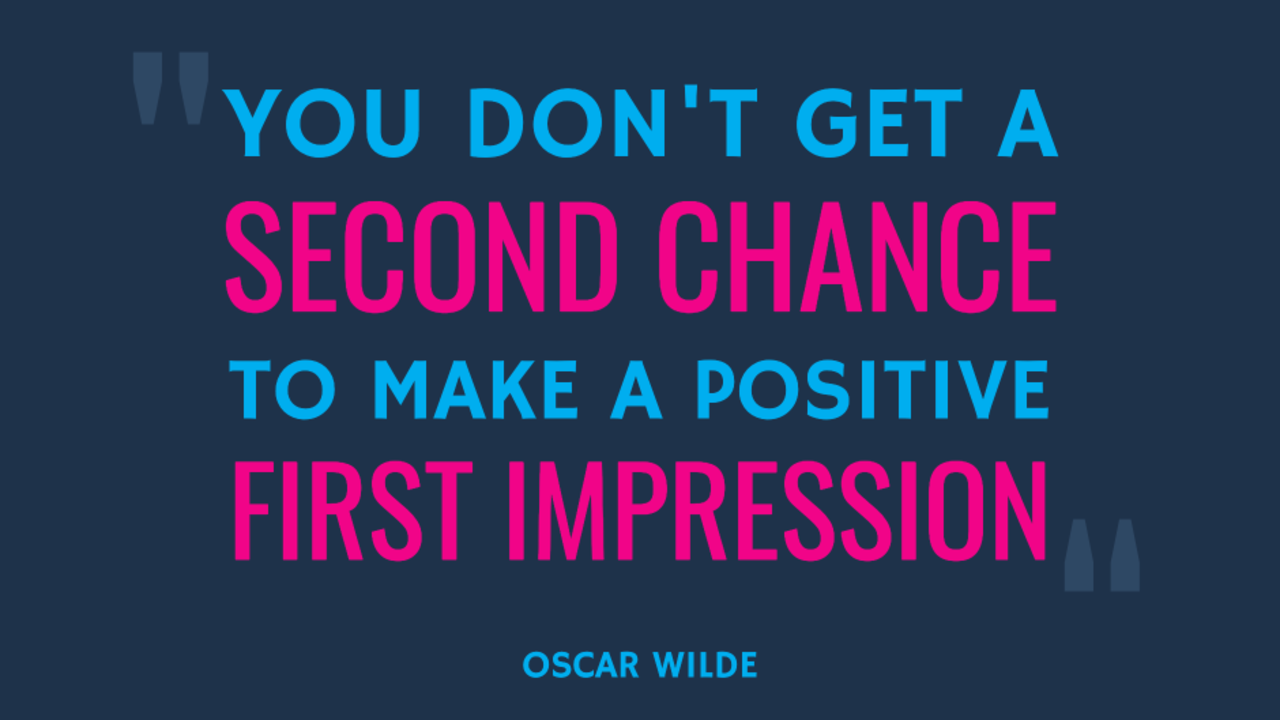 "YOU DON'T GET A
SECOND CHANCE
TO MAKE A POSITIVE
FIRST IMPRESSION"
OSCAR WILDE